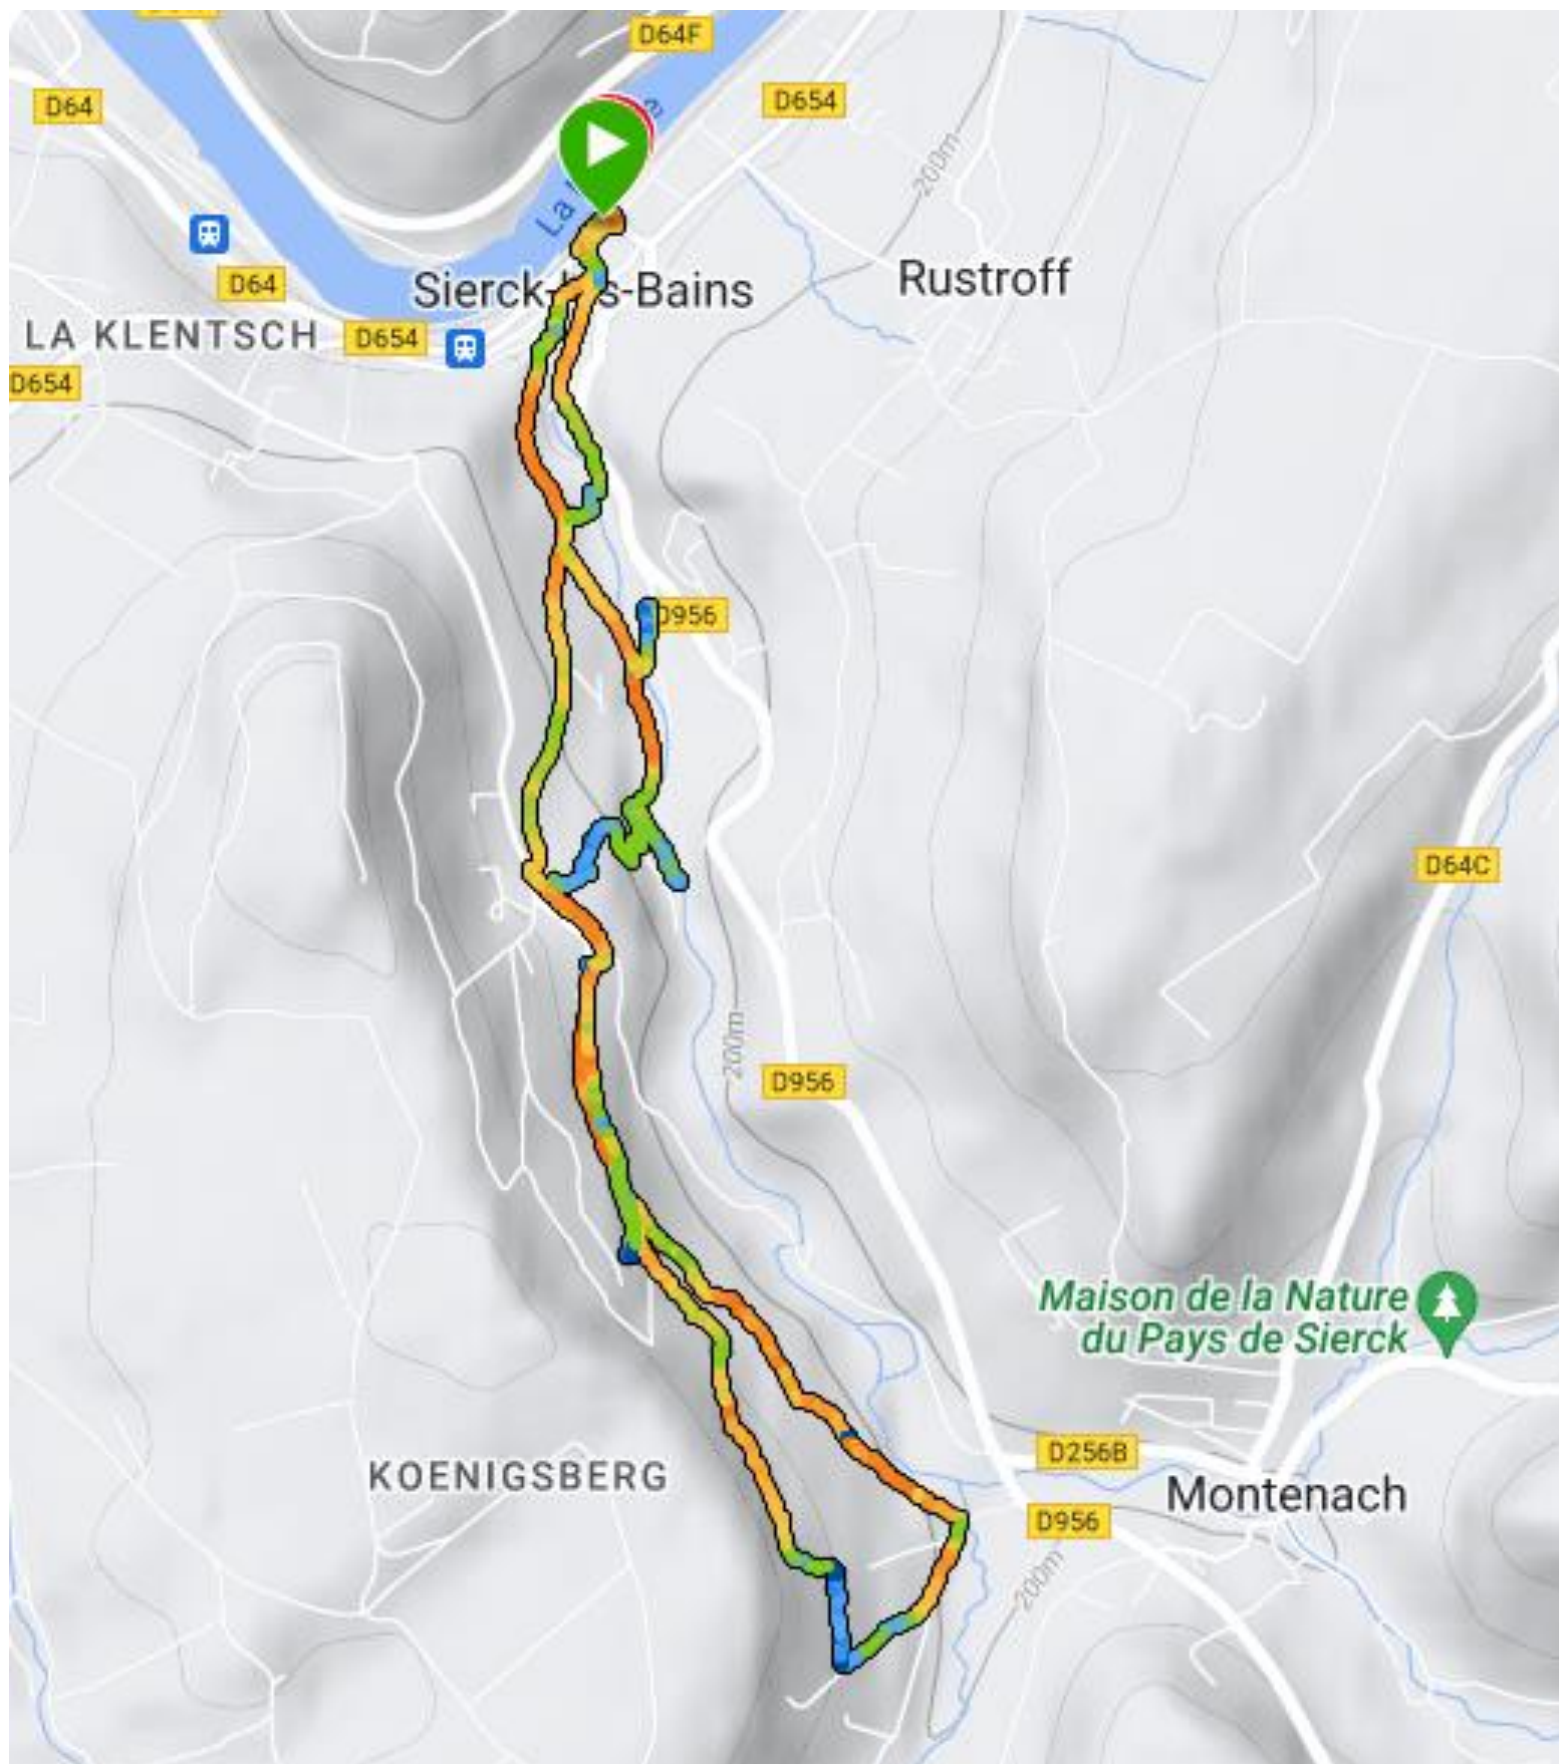 D64F
D64
D654
La
a
Sierck-
s-Bains
Rustroff
200m
D64
LA KLENTSCH
D654
D654
D956
D64C
200m
D956
Maison de la Nature
du Pays de Sierck
D256B
KOENIGSBERG
Montenach
D956
200m